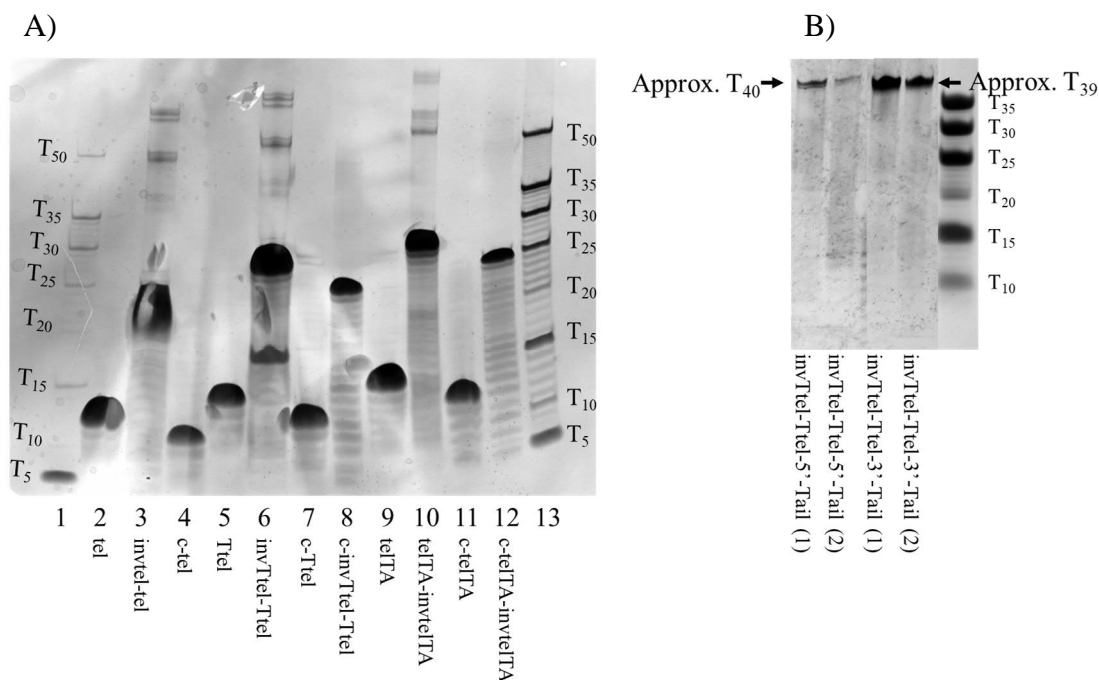 A)
B)
T50
T35
T30
T25
T20
T15
T10
T5
T50
T35
T30
T25
T20
T15
T10
T5
1 2 3 4 5 6 7 8 9 10 11 12 13
tel
invtel-tel
c-tel
Ttel
invTtel-Ttel
c-Ttel
c-invTtel-Ttel
telTA
telTA-invtelTA
c-telTA
c-telTA-invtelTA
Approx. T40
Approx. T39
T35
T30
T25
T20
T15
T10
invTtel-Ttel-5’-Tail (1)
invTtel-Ttel-5’-Tail (2)
invTtel-Ttel-3’-Tail (1)
invTtel-Ttel-3’-Tail (2)